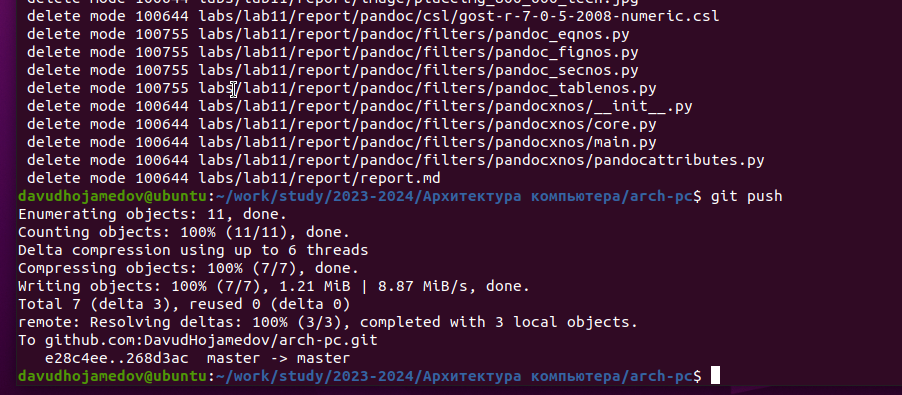 delete mode 100644 labs/lab11/report/image/placeimg_800_600_tech.jpg
delete mode 100644 labs/lab11/report/pandoc/csl/gost-r-7-0-5-2008-numeric.csl
delete mode 100755 labs/lab11/report/pandoc/filters/pandoc_eqnos.py
delete mode 100755 labs/lab11/report/pandoc/filters/pandoc_fignos.py
delete mode 100755 labs/lab11/report/pandoc/filters/pandoc_secnos.py
delete mode 100755 labs/lab11/report/pandoc/filters/pandoc_tablenos.py
delete mode 100644 labs/lab11/report/pandoc/filters/pandocxnos/__init__.py
delete mode 100644 labs/lab11/report/pandoc/filters/pandocxnos/core.py
delete mode 100644 labs/lab11/report/pandoc/filters/pandocxnos/main.py
delete mode 100644 labs/lab11/report/pandoc/filters/pandocxnos/pandocattributes.py
delete mode 100644 labs/lab11/report/report.md
davudhojamedov@ubuntu:~/work/study/2023-2024/Архитектура компьютера/arch-pc$ git push
Enumerating objects: 11, done.
Counting objects: 100% (11/11), done.
Delta compression using up to 6 threads
Compressing objects: 100% (7/7), done.
Writing objects: 100% (7/7), 1.21 MiB | 8.87 MiB/s, done.
Total 7 (delta 3), reused 0 (delta 0)
remote: Resolving deltas: 100% (3/3), completed with 3 local objects.
To github.com:DavudHojamedov/arch-pc.git
e28c4ee..268d3ac  master -> master
davudhojamedov@ubuntu:~/work/study/2023-2024/Архитектура компьютера/arch-pc$